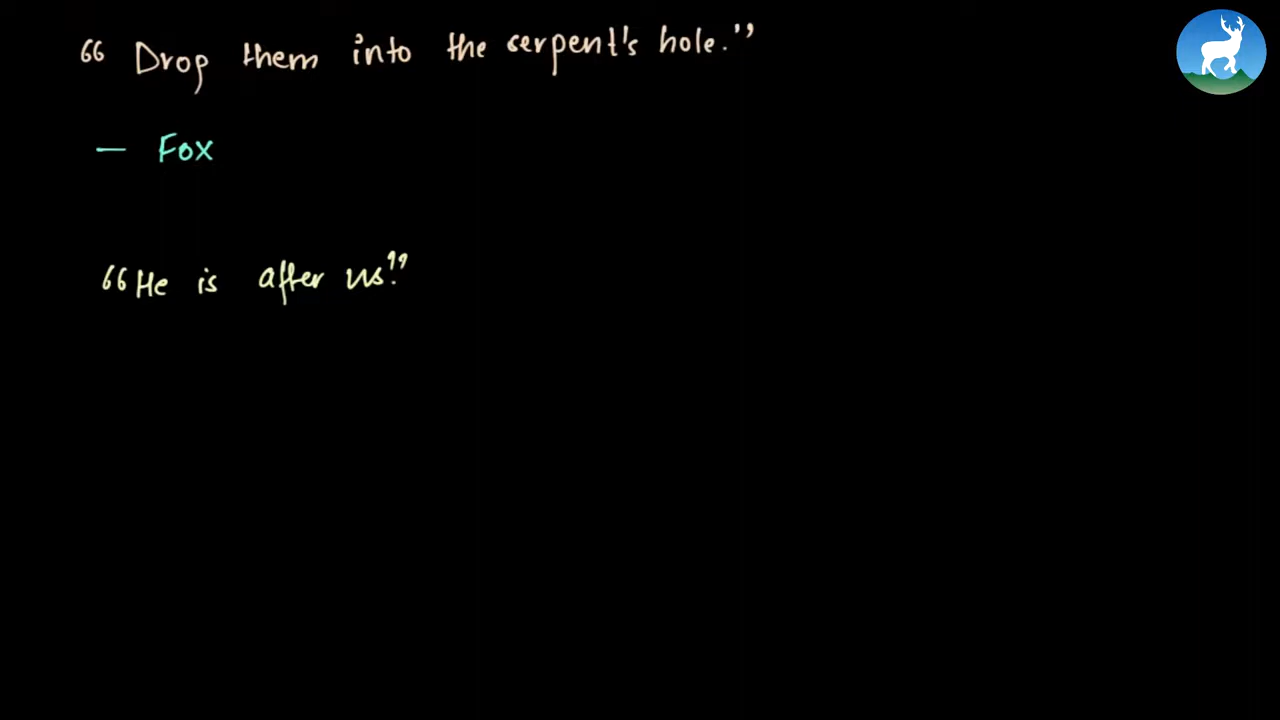 “ Drop them into the serpent's hole.”
— Fox
“He is after us.”